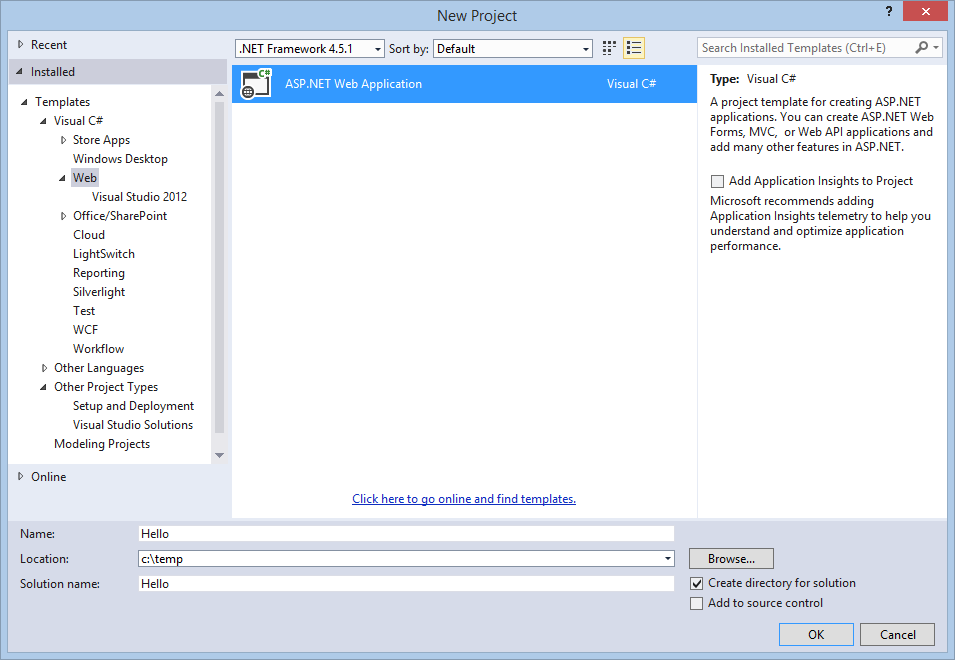 New Project
?
Recent
Installed
Templates
Visual C#
Store Apps
Windows Desktop
Web
Visual Studio 2012
Office/SharePoint
Cloud
LightSwitch
Reporting
Silverlight
Test
WCF
Workflow
Other Languages
Other Project Types
Setup and Deployment
Visual Studio Solutions
Modeling Projects
Online
.NET Framework 4.5.1 Sort by: Default
C# ASP.NET Web Application Visual C#
Click here to go online and find templates.
Search Installed Templates (Ctrl+E)
Type: Visual C#
A project template for creating ASP.NET
applications. You can create ASP.NET Web
Forms, MVC,  or Web API applications and
add many other features in ASP.NET.
Add Application Insights to Project
Microsoft recommends adding
Application Insights telemetry to help you
understand and optimize application
performance.
Name: Hello
Location: c:\temp Browse...
Solution name: Hello
Create directory for solution
Add to source control
OK Cancel